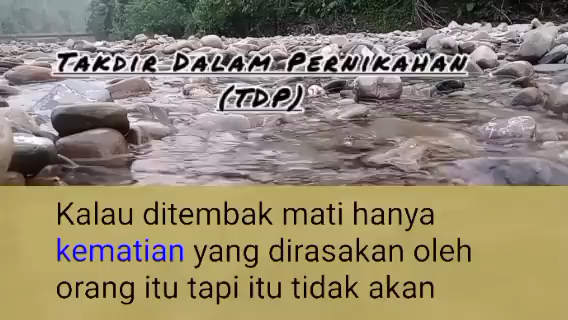 Takdir Dalam Pernikahan
(TDP)
Kalau ditembak mati hanya
kematian yang dirasakan oleh
orang itu tapi itu tidak akan